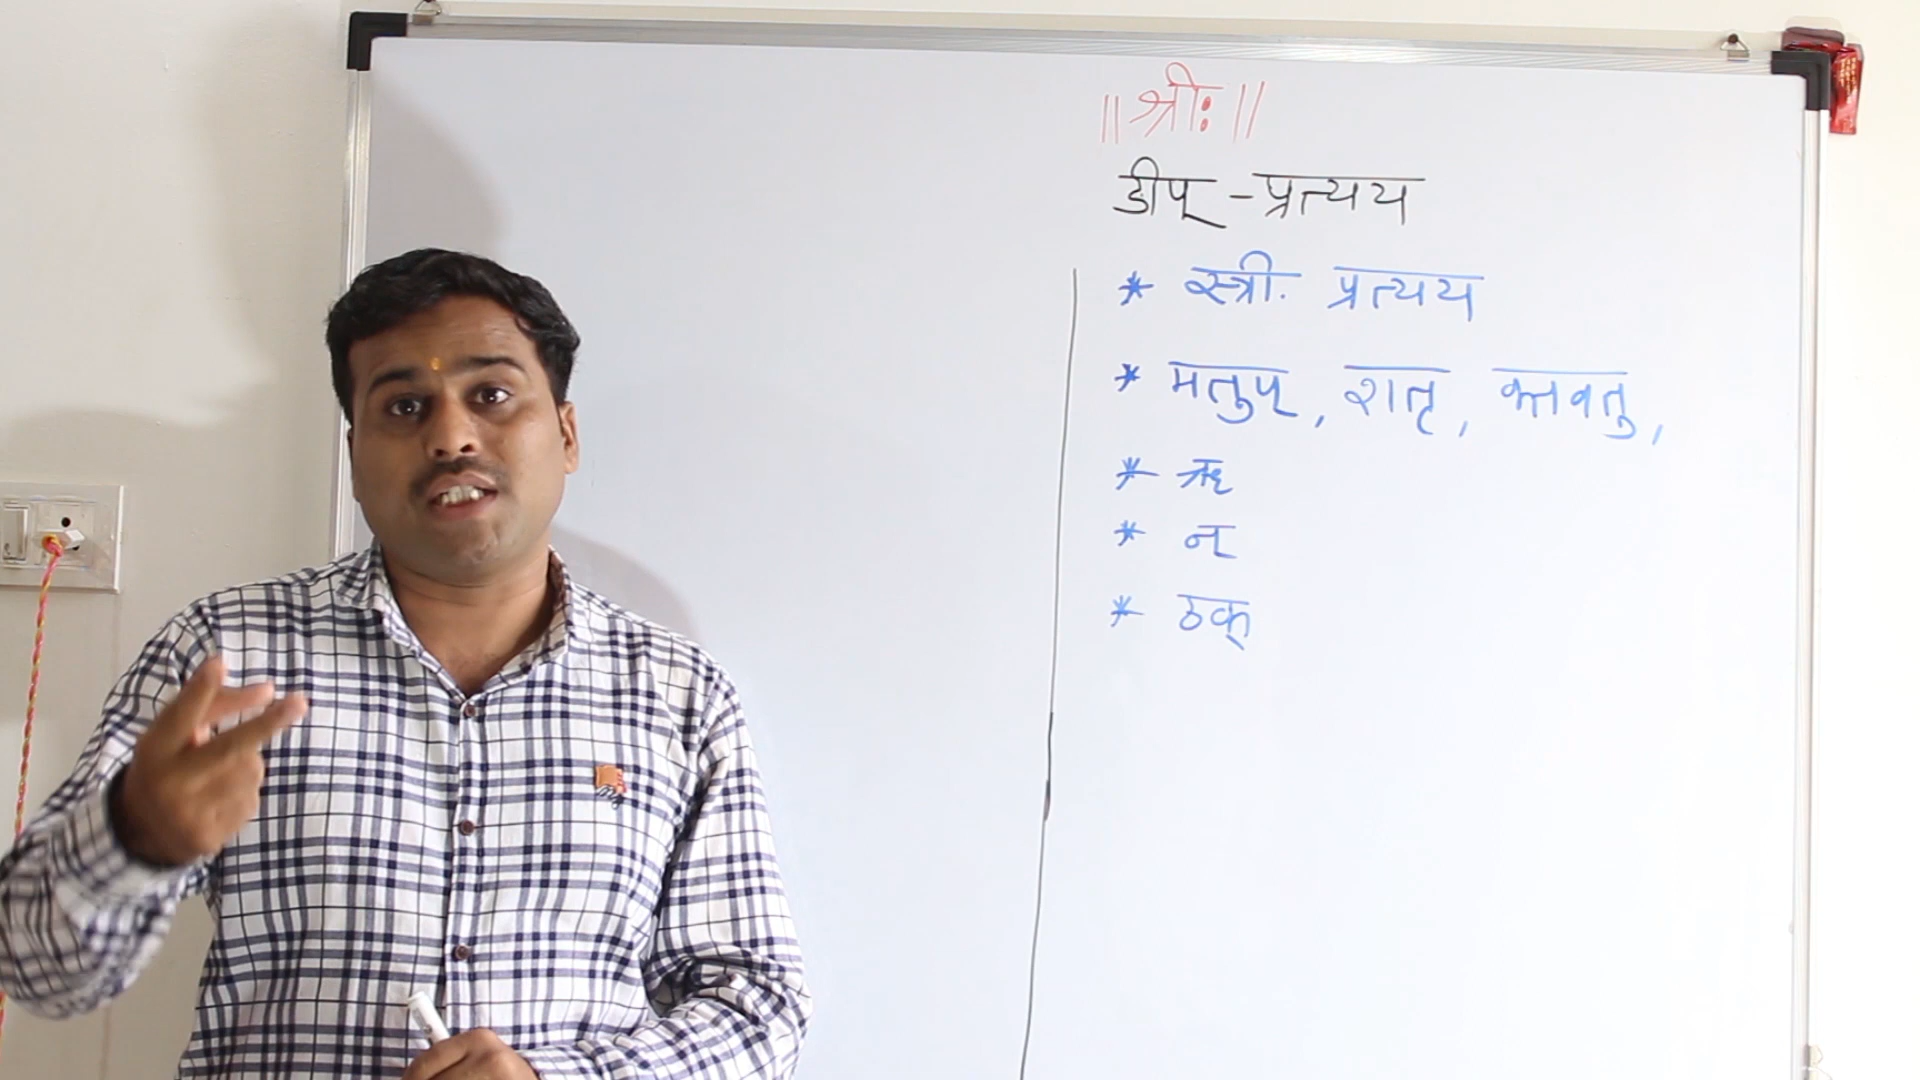 ॥ श्रीः ॥
ङीप् - प्रत्यय
* स्त्री. प्रत्यय
* मतुप्, शतृ, क्तवतु,
* ऋ
* न्
* ठक्